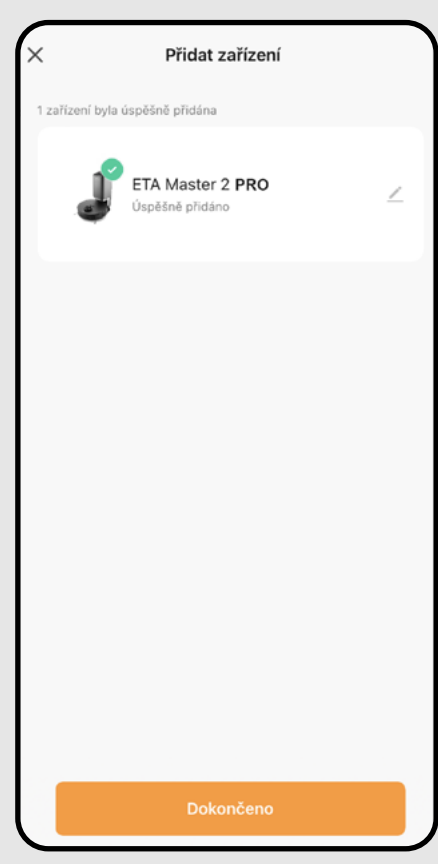 Přidat zařízení
1 zařízení byla úspěšně přidána
ETA Master 2 PRO
Úspěšně přidáno
Dokončeno